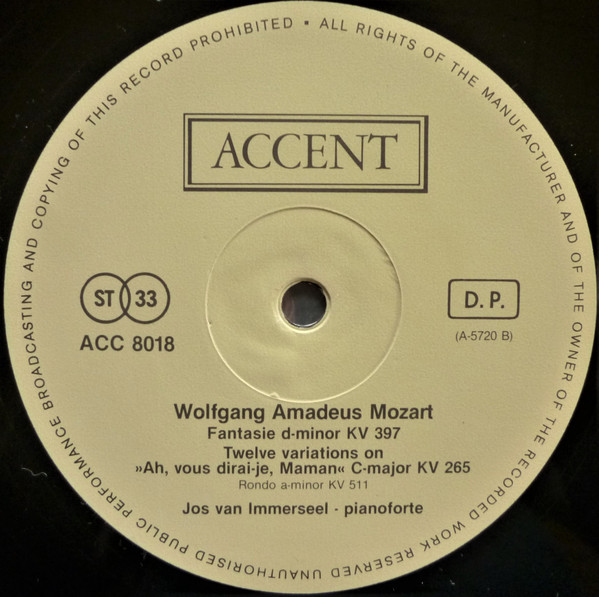 ALL RIGHTS OF THE MANUFACTURER AND OF THE OWNER OF THE RECORDED WORK RESERVED UNAUTHORISED PUBLIC PERFORMANCE BROADCASTING AND COPYING OF THIS RECORD PROHIBITED •
ACCENT
ST 33
ACC 8018
D. P.
(A-5720 B)
Wolfgang Amadeus Mozart
Fantasie d-minor KV 397
Twelve variations on
»Ah, vous dirai-je, Maman« C-major KV 265
Rondo a-minor KV 511
Jos van Immerseel · pianoforte